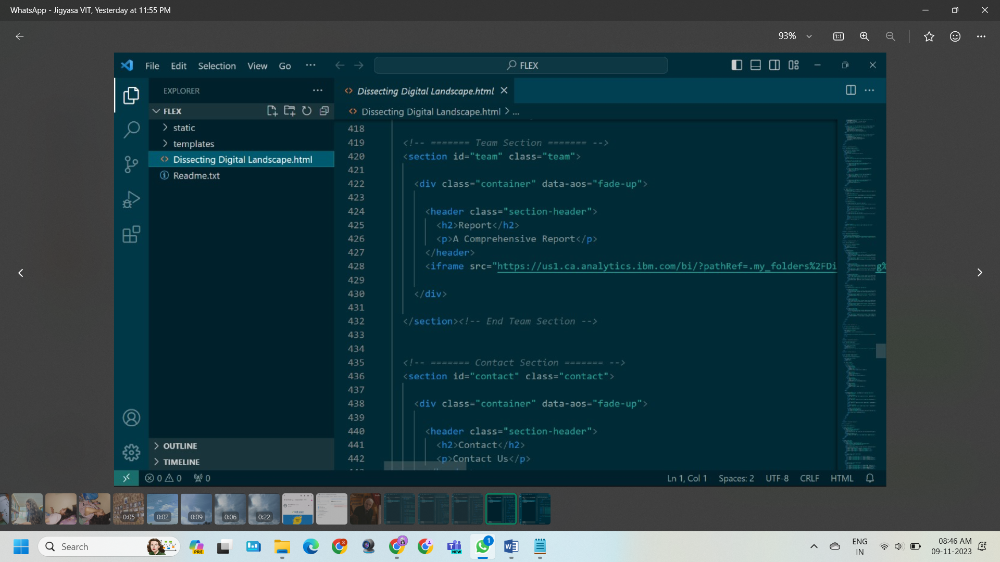 WhatsApp - Jigyasa VIT, Yesterday at 11:55 PM
93%
1:1
File Edit Selection View Go ...
FLEX
EXPLORER
Dissecting Digital Landscape.html
FLEX
Dissecting Digital Landscape.html > ...
static
templates
Dissecting Digital Landscape.html
Readme.txt
418
419 <!-- ======= Team Section ======= -->
420 <section id="team" class="team">
421
422 <div class="container" data-aos="fade-up">
423
424 <header class="section-header">
425 <h2>Report</h2>
426 <p>A Comprehensive Report</p>
427 </header>
428 <iframe src="https://us1.ca.analytics.ibm.com/bi/?pathRef=.my_folders%2FDi g%
429
430 </div>
431
432 </section><!-- End Team Section -->
433
434
435 <!-- ======= Contact Section ======= -->
436 <section id="contact" class="contact">
437
438 <div class="container" data-aos="fade-up">
439
440 <header class="section-header">
441 <h2>Contact</h2>
442 <p>Contact Us</p>
OUTLINE
TIMELINE
0 0 0
Ln 1, Col 1 Spaces: 2 UTF-8 CRLF HTML
0:05 0:02 0:09 0:06 0:22
Search
PRE
S
NEW
1
ENG
IN
08:46 AM
09-11-2023